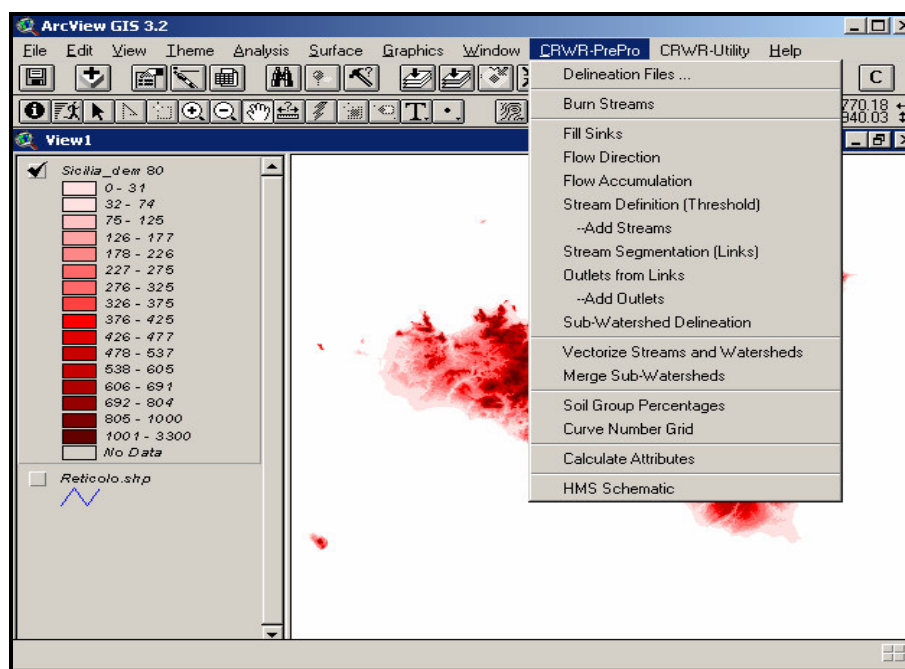 ArcView GIS 3.2
File Edit View Theme Analysis Surface Graphics Window CRWR-PrePro CRWR-Utility Help
C
T
770.18
940.03
View1
Sicilia_dem 80
0 - 31
32 - 74
75 - 125
126 - 177
178 - 226
227 - 275
276 - 325
326 - 375
376 - 425
426 - 477
478 - 537
538 - 605
606 - 691
692 - 804
805 - 1000
1001 - 3300
No Data
Reticolo.shp
Delineation Files ...
Burn Streams
Fill Sinks
Flow Direction
Flow Accumulation
Stream Definition (Threshold)
--Add Streams
Stream Segmentation (Links)
Outlets from Links
--Add Outlets
Sub-Watershed Delineation
Vectorize Streams and Watersheds
Merge Sub-Watersheds
Soil Group Percentages
Curve Number Grid
Calculate Attributes
HMS Schematic